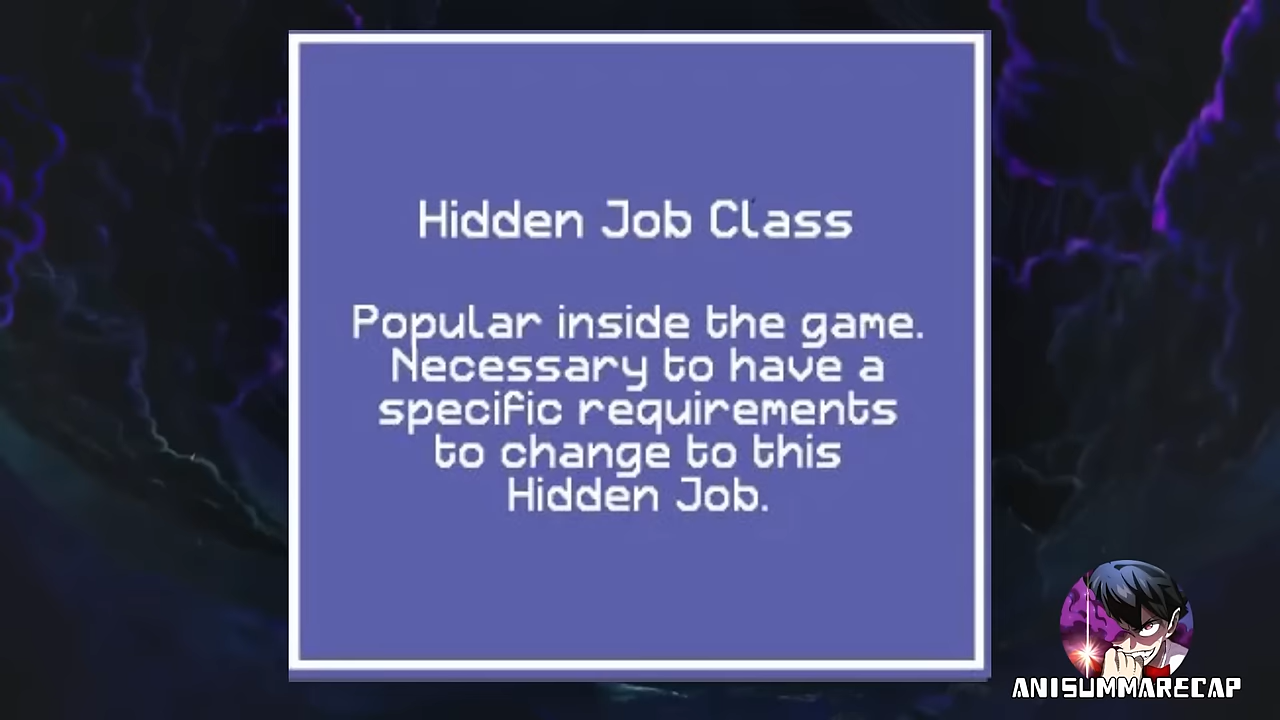 Hidden Job Class
Popular inside the game.
Necessary to have a
specific requirements
to change to this
Hidden Job.
ANISUMMARECAP